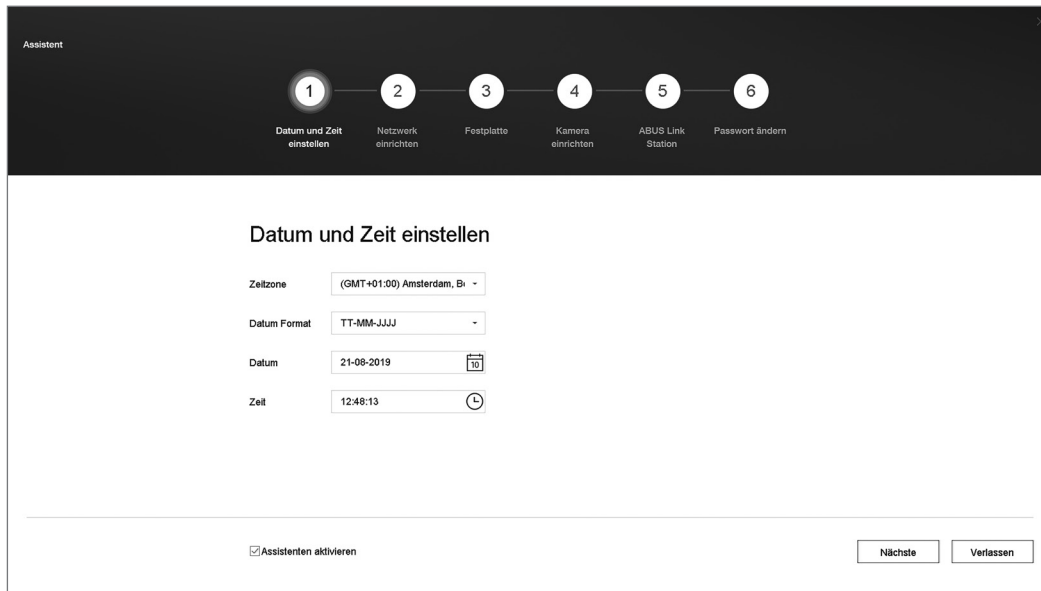 Assistent
1 2 3 4 5 6
Datum und Zeit einstellen
Netzwerk einrichten
Festplatte
Kamera einrichten
ABUS Link Station
Passwort ändern
Datum und Zeit einstellen
Zeitzone (GMT+01:00) Amsterdam,
Datum Format TT-MM-JJJJ
Datum 21-08-2019 10
Zeit 12:48:13
Assistenten aktivieren
Nächste Verlassen